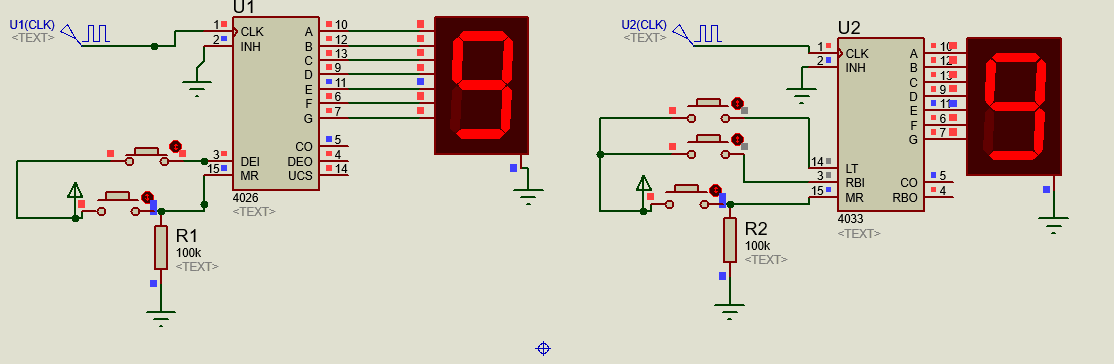 U1
U1(CLK)
<TEXT>
1 CLK
2 INH
3 DEI
15 MR
A 10
B 12
C 13
D 9
E 11
F 6
G 7
CO 5
DEO 4
UCS 14
4026
<TEXT>
R1
100k
<TEXT>
U2
U2(CLK)
<TEXT>
1 CLK
2 INH
14 LT
3 RBI
15 MR
A 10
B 12
C 13
D 9
E 11
F 6
G 7
CO 5
RBO 4
4033
<TEXT>
R2
100k
<TEXT>